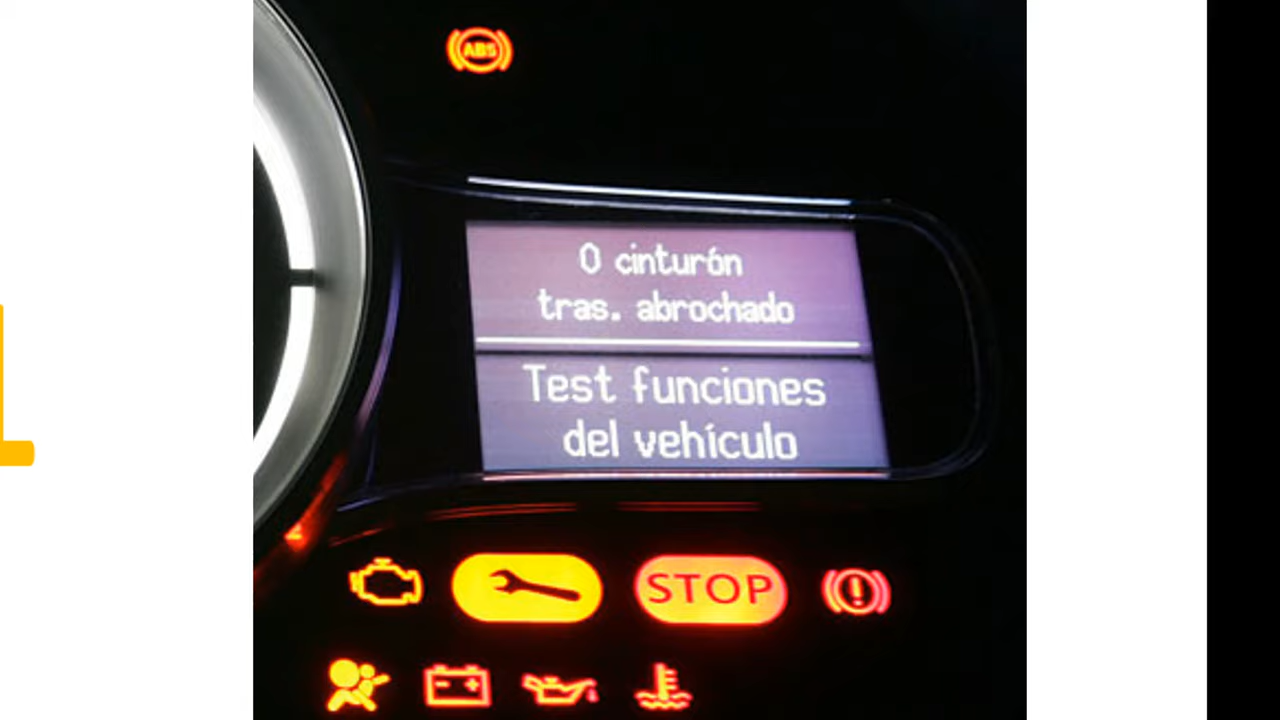 ABS
0 cinturón
tras. abrochado
Test funciones
del vehículo
STOP